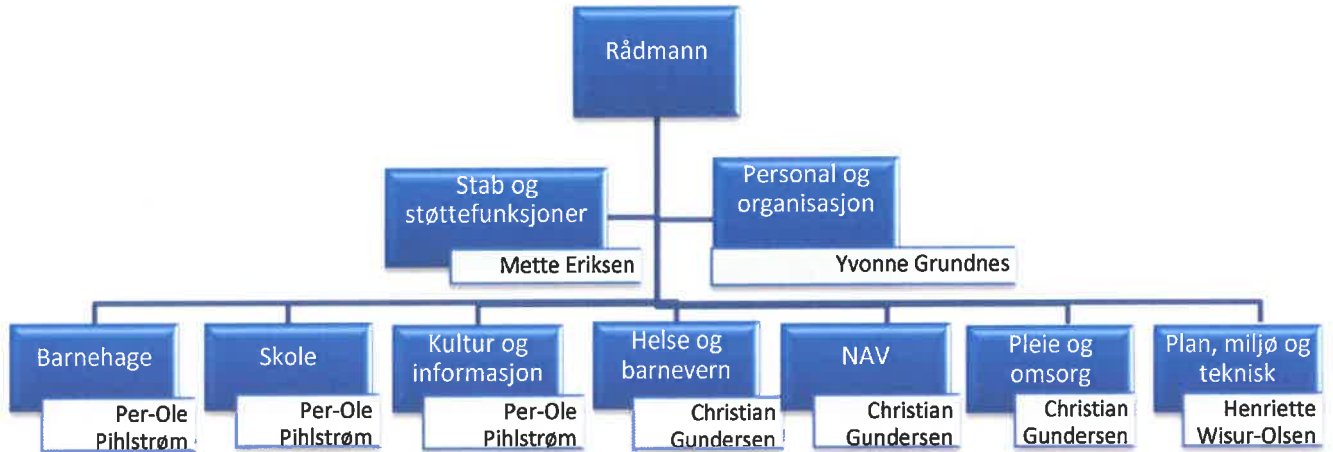 Rådmann
Stab og
støttefunksjoner
Mette Eriksen
Personal og
organisasjon
Yvonne Grundnes
Barnehage
Per-Ole
Pihlstrøm
Skole
Per-Ole
Pihlstrøm
Kultur og
informasjon
Per-Ole
Pihlstrøm
Helse og
barnevern
Christian
Gundersen
NAV
Christian
Gundersen
Pleie og
omsorg
Christian
Gundersen
Plan, miljø og
teknisk
Henriette
Wisur-Olsen